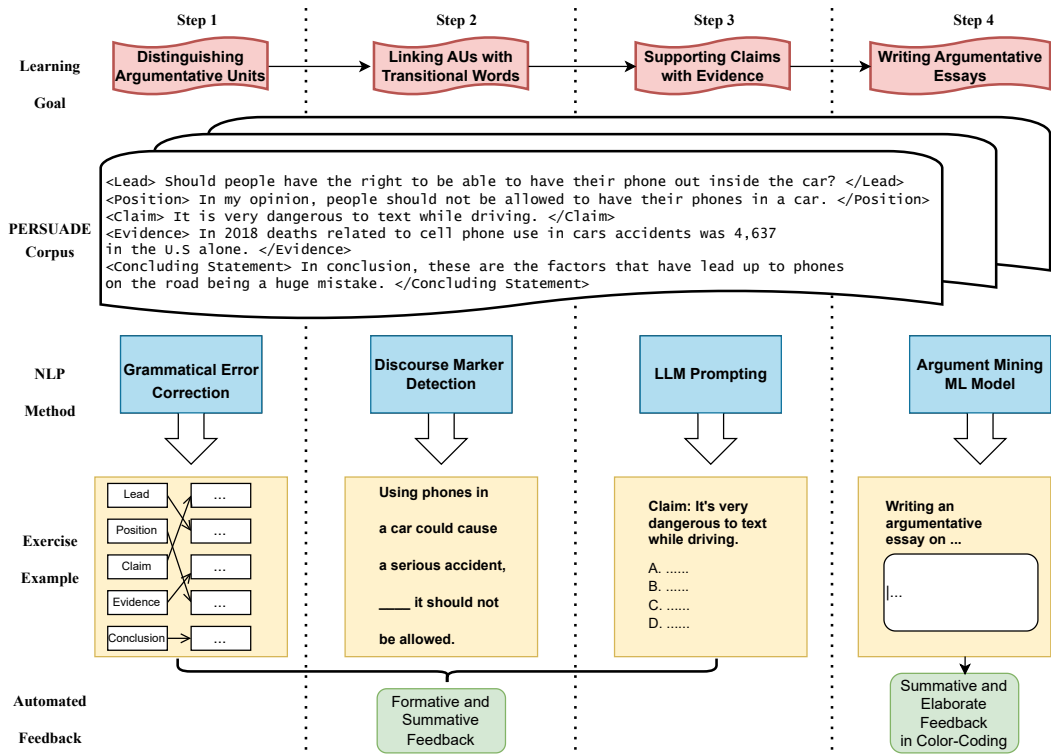 Step 1
Step 2
Step 3
Step 4
Learning
Goal
Distinguishing
Argumentative Units
Linking AUs with
Transitional Words
Supporting Claims
with Evidence
Writing Argumentative
Essays
PERSUADE
Corpus
<Lead> Should people have the right to be able to have their phone out inside the car? </Lead>
<Position> In my opinion, people should not be allowed to have their phones in a car. </Position>
<Claim> It is very dangerous to text while driving. </Claim>
<Evidence> In 2018 deaths related to cell phone use in cars accidents was 4,637
in the U.S alone. </Evidence>
<Concluding Statement> In conclusion, these are the factors that have lead up to phones
on the road being a huge mistake. </Concluding Statement>
NLP
Method
Grammatical Error
Correction
Discourse Marker
Detection
LLM Prompting
Argument Mining
ML Model
Exercise
Example
Lead
...
Position
...
Claim
...
Evidence
...
Conclusion
...
Using phones in
a car could cause
a serious accident,
____ it should not
be allowed.
Claim: It's very
dangerous to text
while driving.
A. ......
B. ......
C. ......
D. ......
Writing an
argumentative
essay on ...
|...
Automated
Feedback
Formative and
Summative
Feedback
Summative and
Elaborate
Feedback
in Color-Coding